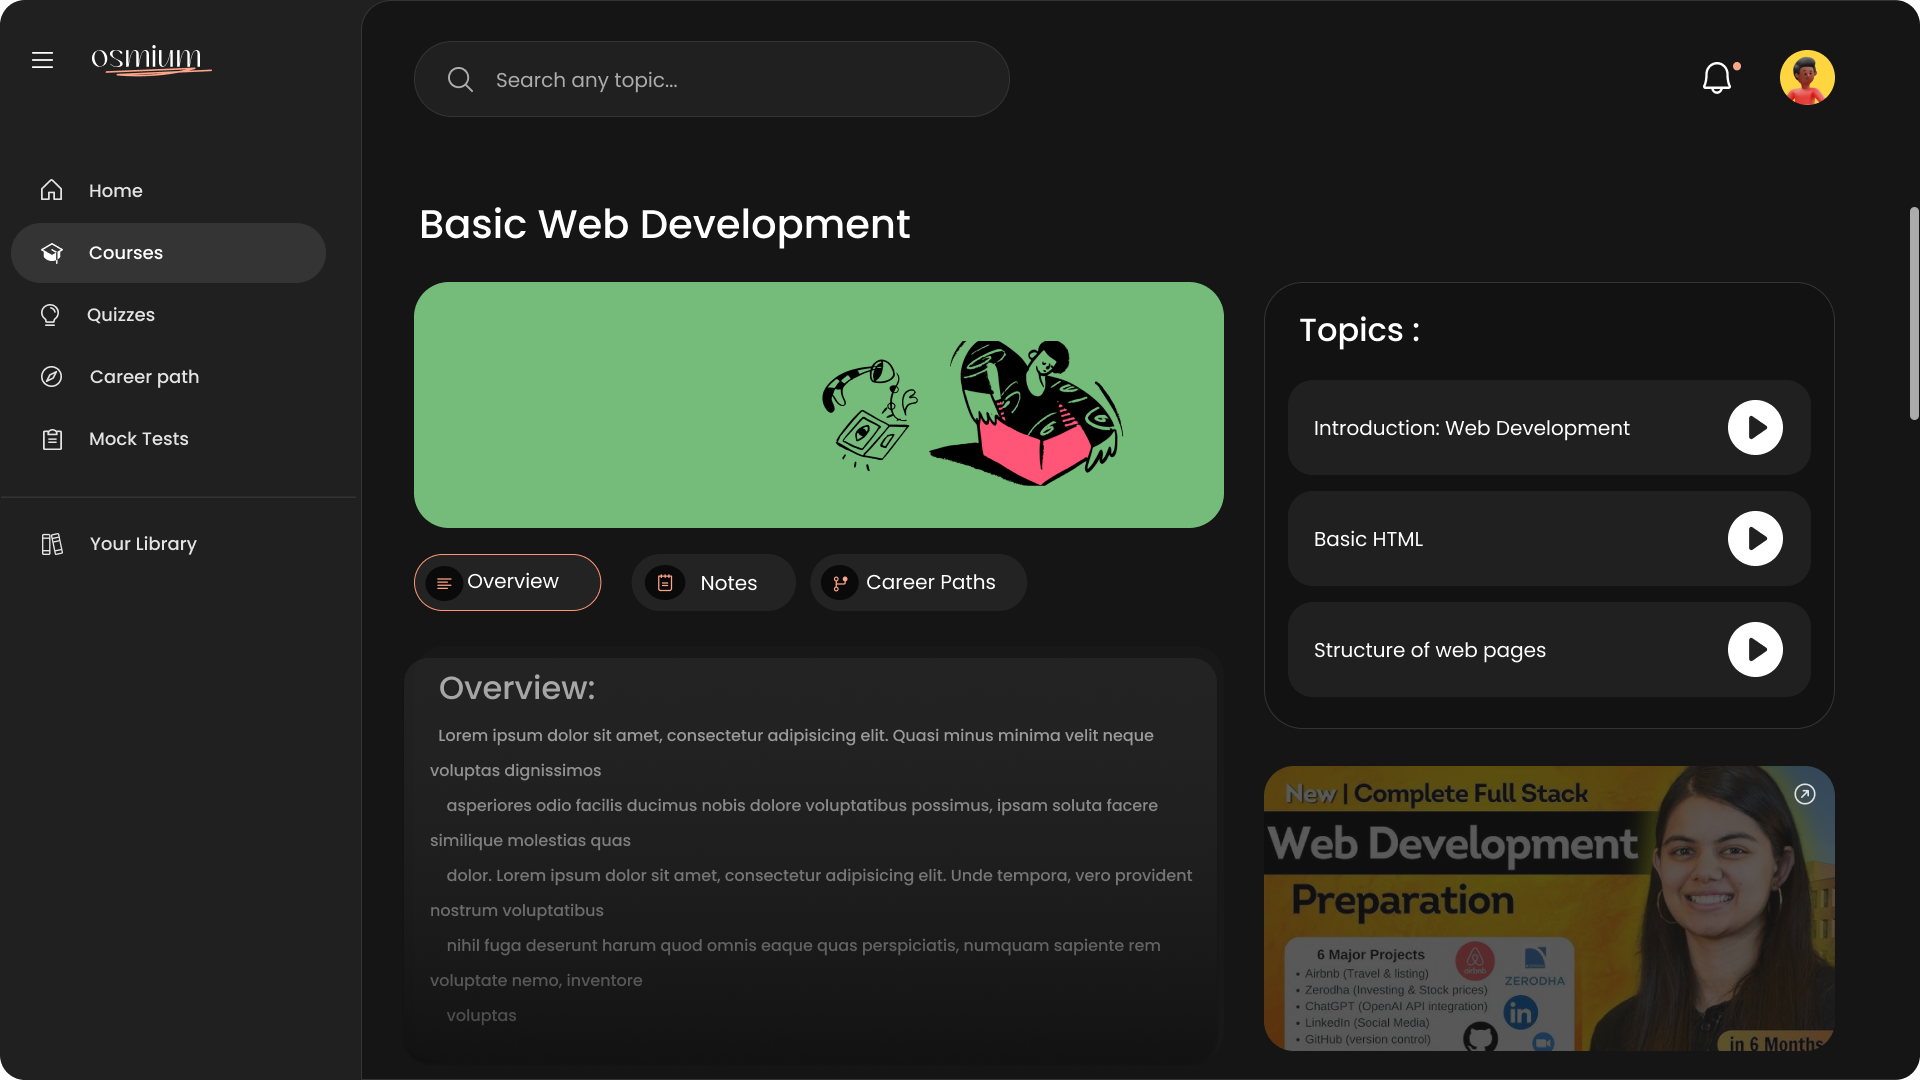 osmium
Search any topic...
Home
Courses
Quizzes
Career path
Mock Tests
Your Library
Basic Web Development
Overview
Notes
Career Paths
Overview:
Lorem ipsum dolor sit amet, consectetur adipisicing elit. Quasi minus minima velit neque
voluptas dignissimos
asperiores odio facilis ducimus nobis dolore voluptatibus possimus, ipsam soluta facere
similique molestias quas
dolor. Lorem ipsum dolor sit amet, consectetur adipisicing elit. Unde tempora, vero provident
nostrum voluptatibus
nihil fuga deserunt harum quod omnis eaque quas perspiciatis, numquam sapiente rem
voluptate nemo, inventore
voluptas
Topics :
Introduction: Web Development
Basic HTML
Structure of web pages
New | Complete Full Stack
Web Development
Preparation
6 Major Projects
• Airbnb (Travel & listing)
• Zerodha (Investing & Stock prices)
• ChatGPT (OpenAI API integration)
• LinkedIn (Social Media)
• GitHub (version control)
airbnb
ZERODHA
in
in 6 Months